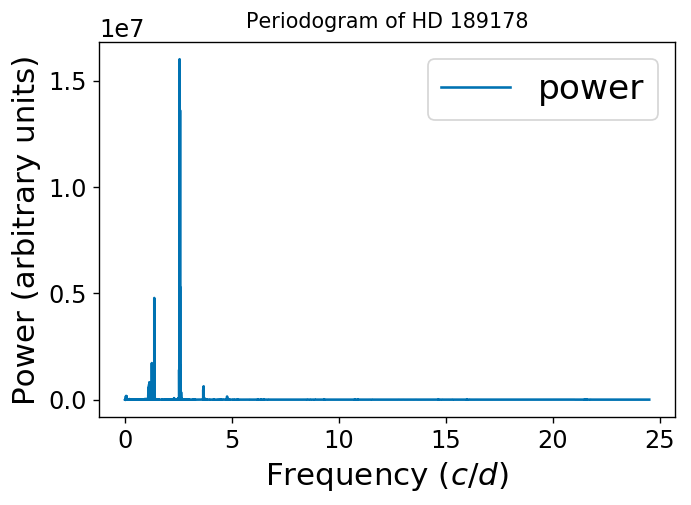 Periodogram of HD 189178
1e7
power
1.5
1.0
0.5
0.0
Power (arbitrary units)
0 5 10 15 20 25
Frequency (c/d)